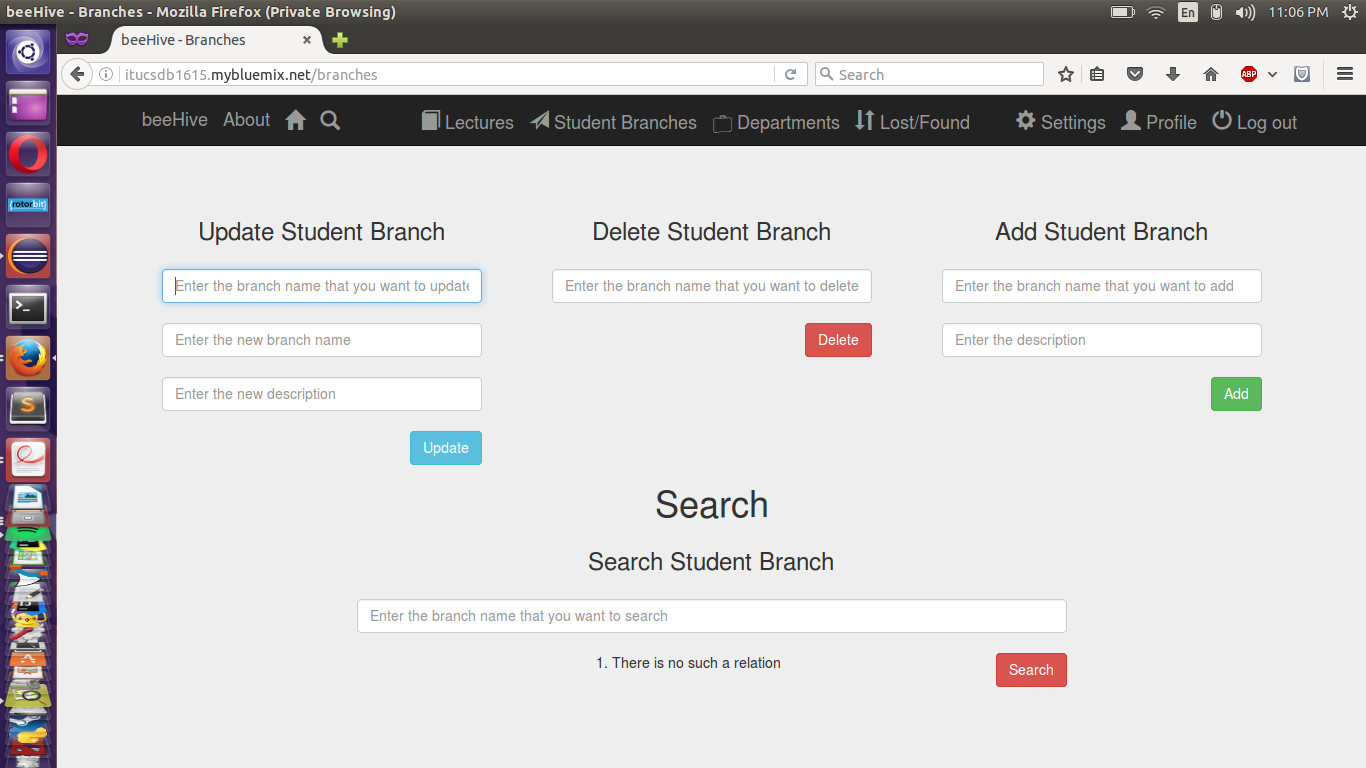 beeHive - Branches - Mozilla Firefox (Private Browsing)
En
11:06 PM
beeHive - Branches
itucsdb1615.mybluemix.net/branches
Search
ABP
beeHive About Lectures Student Branches Departments Lost/Found Settings Profile Log out
Update Student Branch
Enter the branch name that you want to update
Enter the new branch name
Enter the new description
Update
Delete Student Branch
Enter the branch name that you want to delete
Delete
Add Student Branch
Enter the branch name that you want to add
Enter the description
Add
Search
Search Student Branch
Enter the branch name that you want to search
1. There is no such a relation
Search
{rotorbit}